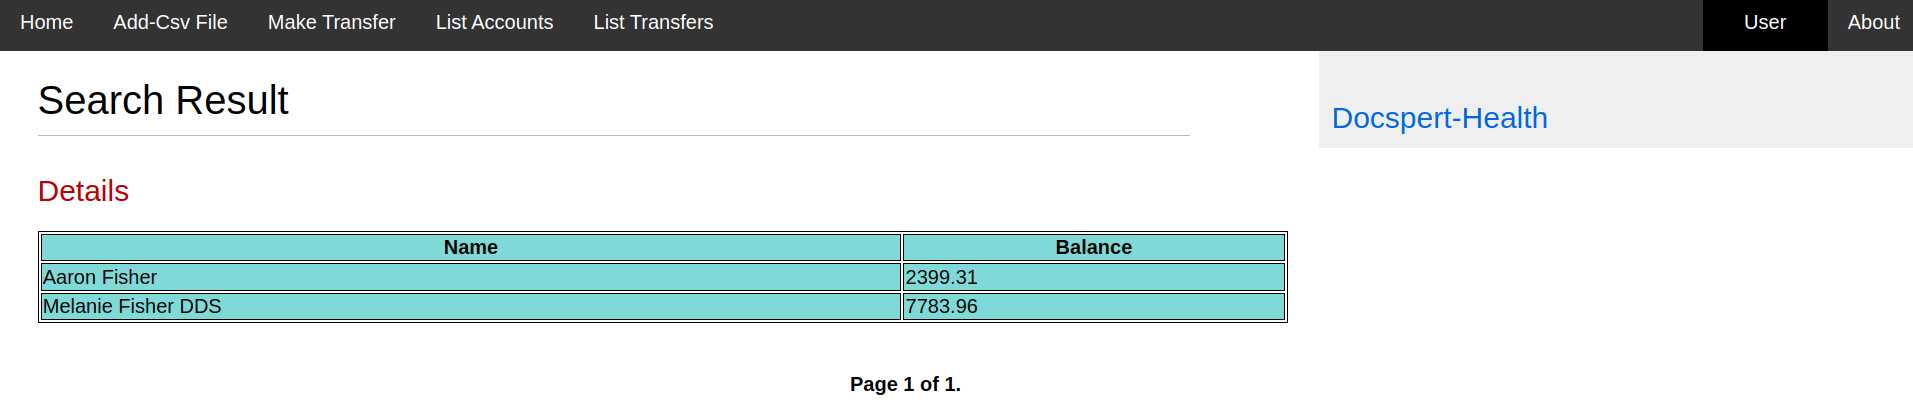 Home Add-Csv File Make Transfer List Accounts List Transfers User About
Search Result
Docspert-Health
Details
Name Balance
Aaron Fisher 2399.31
Melanie Fisher DDS 7783.96
Page 1 of 1.